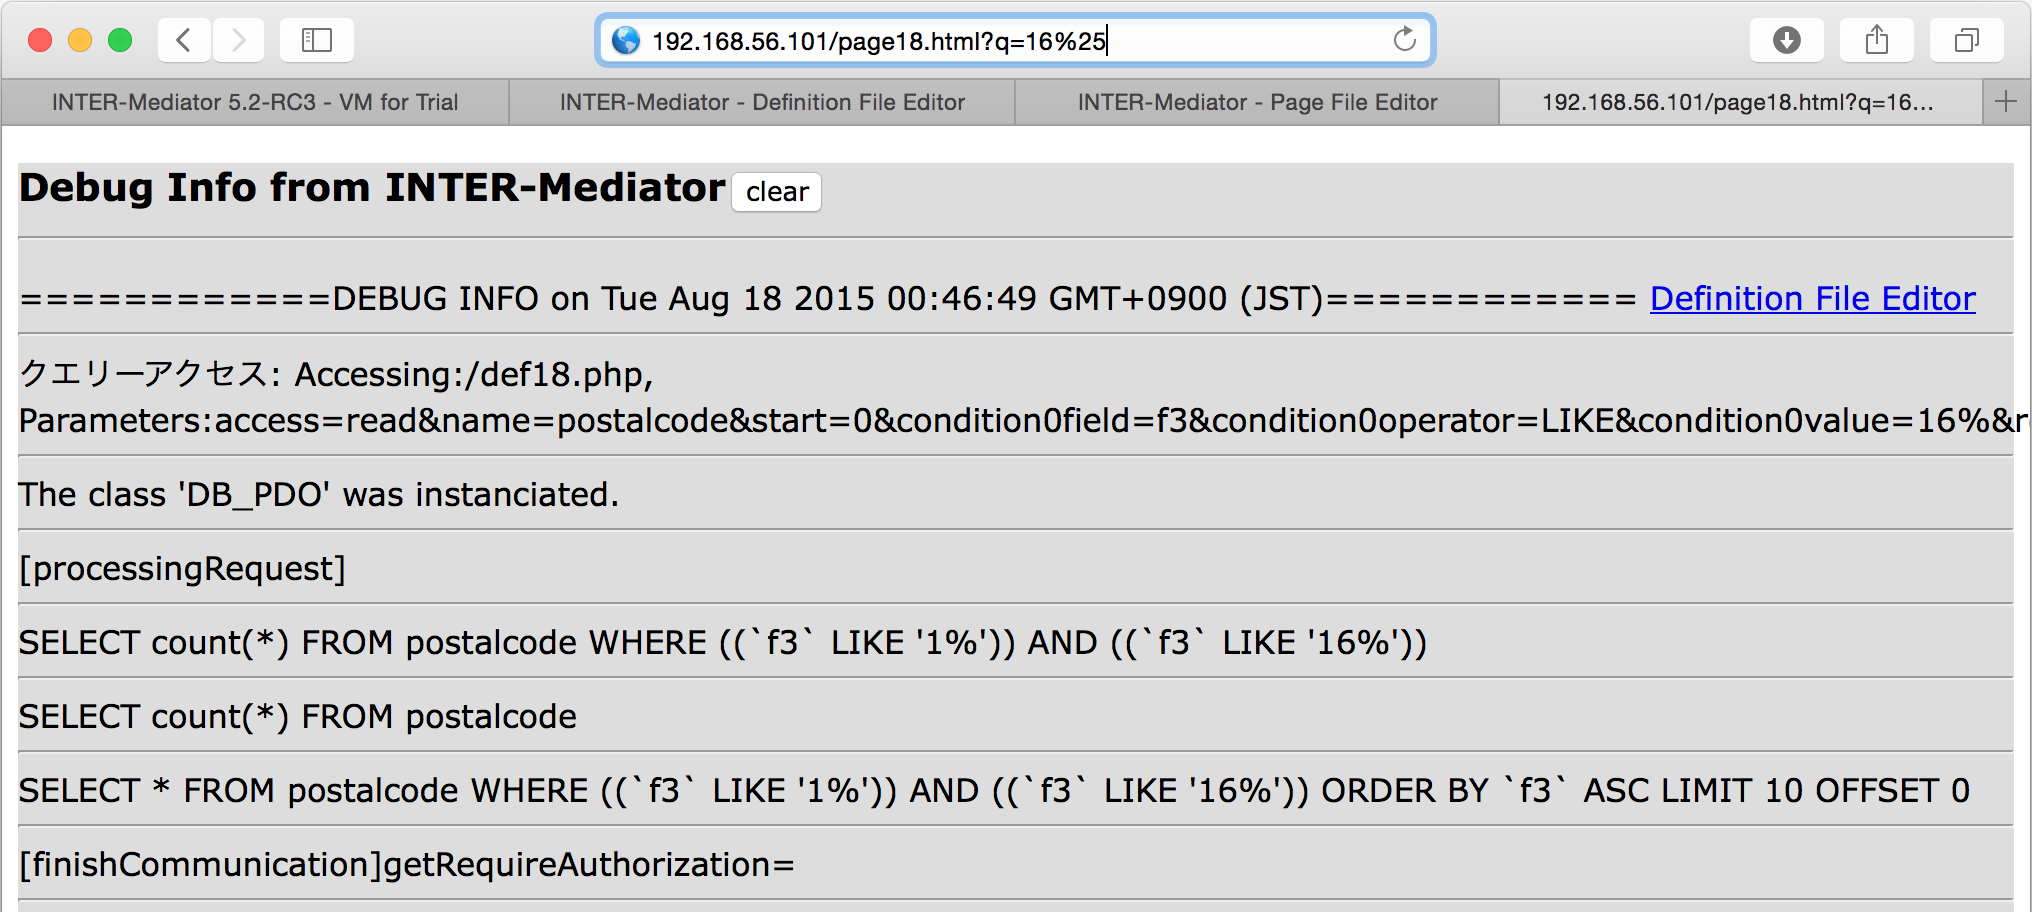 192.168.56.101/page18.html?q=16%25
INTER-Mediator 5.2-RC3 - VM for Trial
INTER-Mediator - Definition File Editor
INTER-Mediator - Page File Editor
192.168.56.101/page18.html?q=16...
Debug Info from INTER-Mediator clear
============DEBUG INFO on Tue Aug 18 2015 00:46:49 GMT+0900 (JST)============ Definition File Editor
クエリーアクセス: Accessing:/def18.php,
Parameters:access=read&name=postalcode&start=0&condition0field=f3&condition0operator=LIKE&condition0value=16%&r
The class 'DB_PDO' was instanciated.
[processingRequest]
SELECT count(*) FROM postalcode WHERE ((`f3` LIKE '1%')) AND ((`f3` LIKE '16%'))
SELECT count(*) FROM postalcode
SELECT * FROM postalcode WHERE ((`f3` LIKE '1%')) AND ((`f3` LIKE '16%')) ORDER BY `f3` ASC LIMIT 10 OFFSET 0
[finishCommunication]getRequireAuthorization=